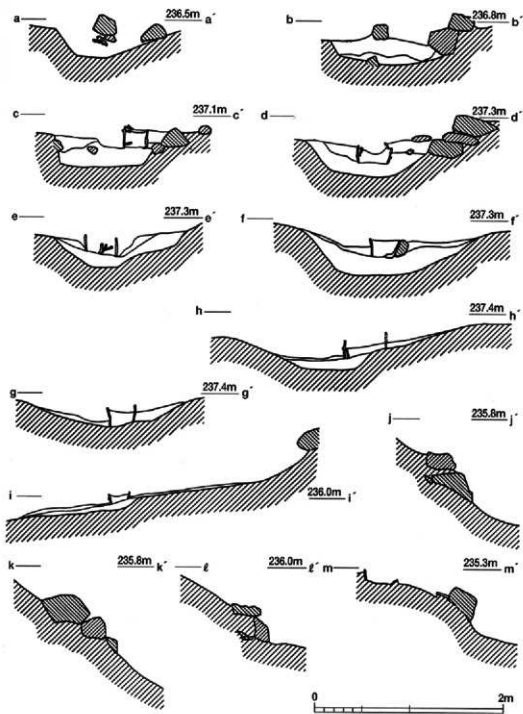 a 236.5m a´
b 236.8m b´
c 237.1m c´
d 237.3m d´
e 237.3m e´
f 237.3m f´
h 237.4m h´
g 237.4m g´
j 235.8m j´
i 236.0m i´
k 235.8m k´
ℓ 236.0m ℓ´
m 235.3m m´
0 2m